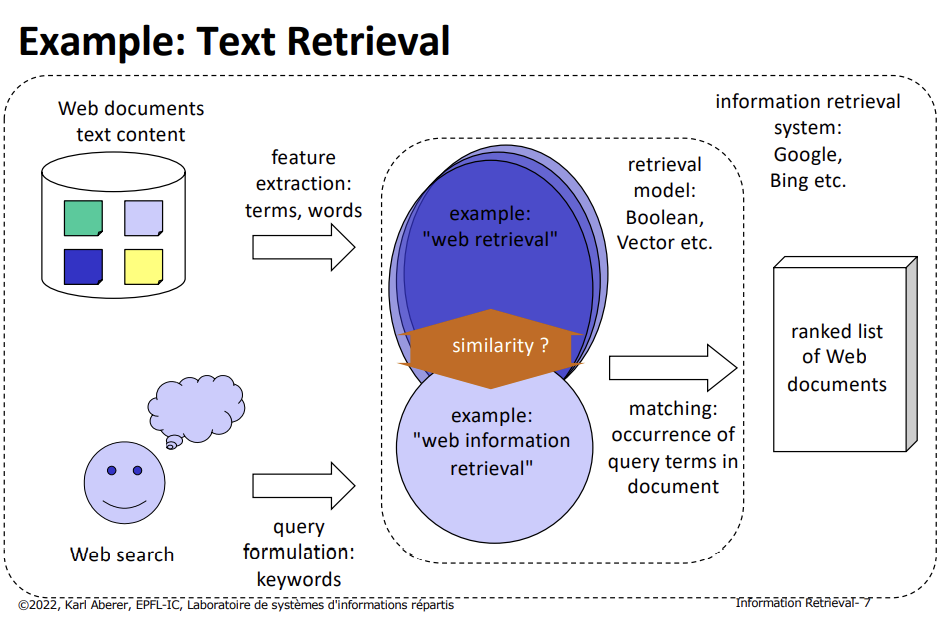 Example: Text Retrieval
Web documents
text content
feature
extraction:
terms, words
example:
"web retrieval"
retrieval
model:
Boolean,
Vector etc.
information retrieval
system:
Google,
Bing etc.
similarity ?
ranked list
of Web
documents
example:
"web information
retrieval"
matching:
occurrence of
query terms in
document
Web search
query
formulation:
keywords
©2022, Karl Aberer, EPFL-IC, Laboratoire de systèmes d'informations répartis
Information Retrieval- 7